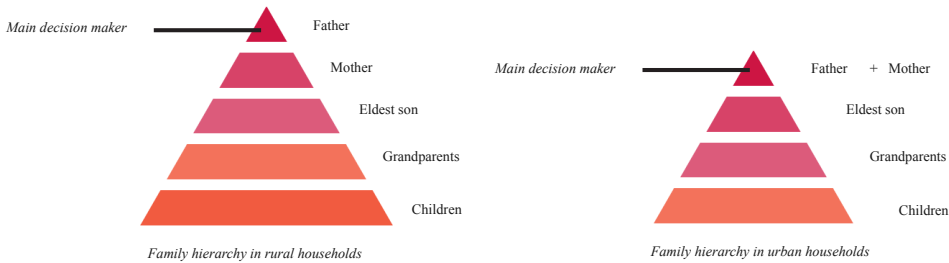 Main decision maker
Father
Mother
Eldest son
Grandparents
Children
Family hierarchy in rural households
Main decision maker
Father + Mother
Eldest son
Grandparents
Children
Family hierarchy in urban households